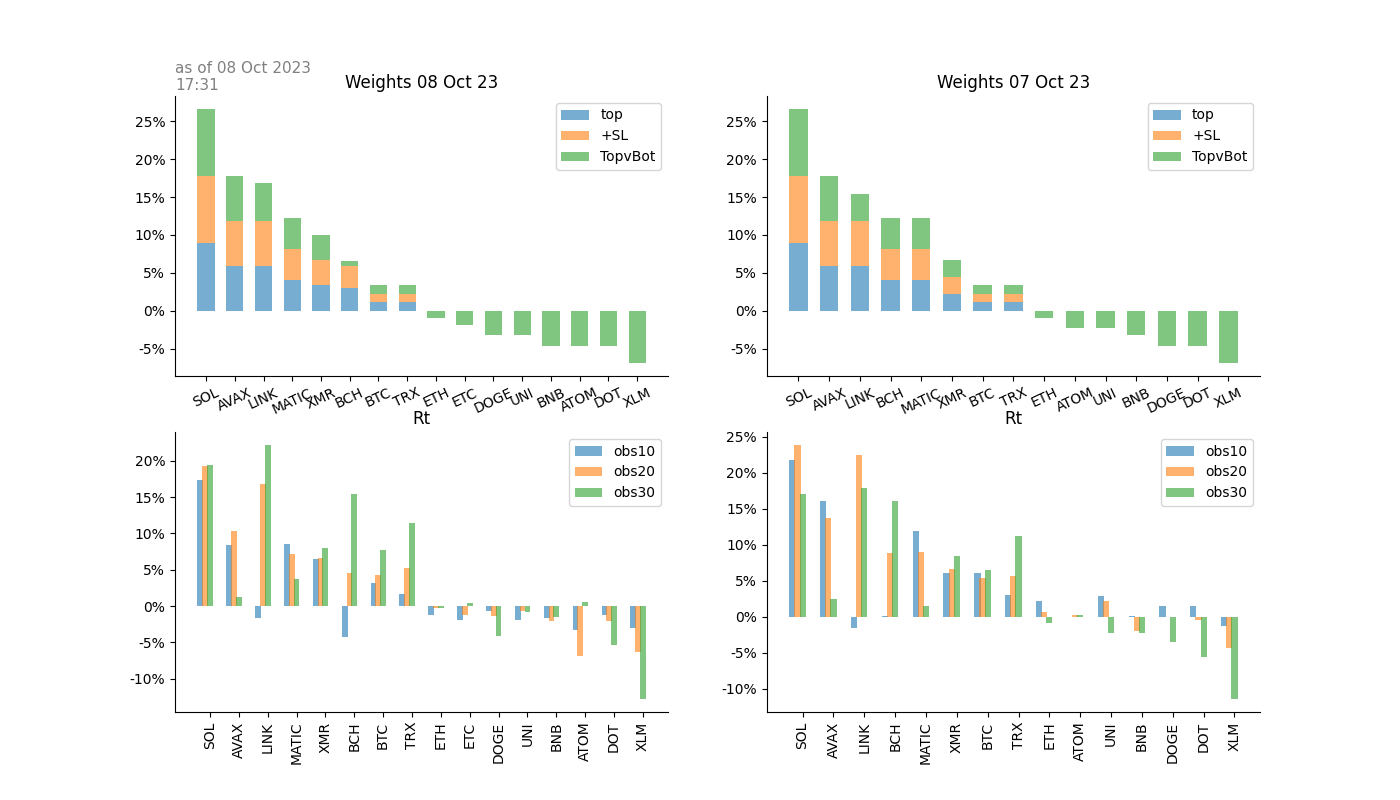 as of 08 Oct 2023
17:31
Weights 08 Oct 23
25%
20%
15%
10%
5%
0%
-5%
top
+SL
TopvBot
SOL AVAX LINK MATIC XMR BCH BTC TRX ETH ETC DOGE UNI BNB ATOM DOT XLM
Weights 07 Oct 23
25%
20%
15%
10%
5%
0%
-5%
top
+SL
TopvBot
SOL AVAX LINK BCH MATIC XMR BTC TRX ETH ATOM UNI BNB DOGE DOT XLM
Rt
20%
15%
10%
5%
0%
-5%
-10%
obs10
obs20
obs30
SOL AVAX LINK MATIC XMR BCH BTC TRX ETH ETC DOGE UNI BNB ATOM DOT XLM
Rt
25%
20%
15%
10%
5%
0%
-5%
-10%
obs10
obs20
obs30
SOL AVAX LINK BCH MATIC XMR BTC TRX ETH ATOM UNI BNB DOGE DOT XLM